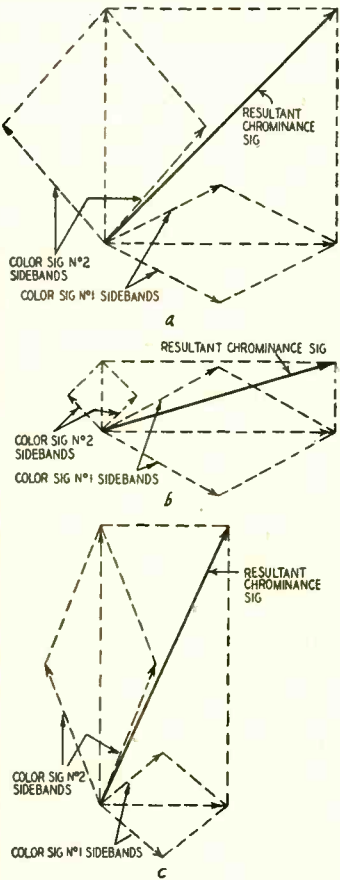 RESULTANT
CHROMINANCE
SIG
COLOR SIG Nº2
SIDEBANDS
COLOR SIG Nº1 SIDEBANDS
a
RESULTANT CHROMINANCE SIG
COLOR SIG Nº2
SIDEBANDS
COLOR SIG Nº1 SIDEBANDS
b
RESULTANT
CHROMINANCE
SIG
COLOR SIG Nº2
SIDEBANDS
COLOR SIG Nº1 SIDEBANDS
c